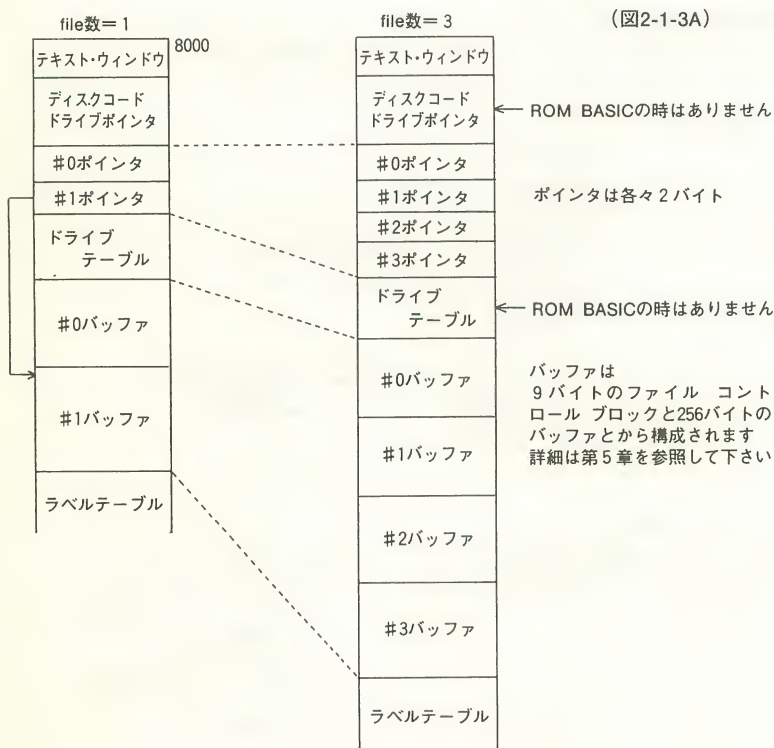 (図2-1-3A)
file数=1
8000
テキスト・ウィンドウ
ディスクコード
ドライブポインタ
#0ポインタ
#1ポインタ
ドライブ
テーブル
#0バッファ
#1バッファ
ラベルテーブル
file数=3
テキスト・ウィンドウ
ディスクコード
ドライブポインタ
#0ポインタ
#1ポインタ
#2ポインタ
#3ポインタ
ドライブ
テーブル
#0バッファ
#1バッファ
#2バッファ
#3バッファ
ラベルテーブル
ROM BASICの時はありません
ポインタは各々2バイト
ROM BASICの時はありません
バッファは
9バイトのファイル コント
ロール ブロックと256バイトの
バッファとから構成されます
詳細は第5章を参照して下さい